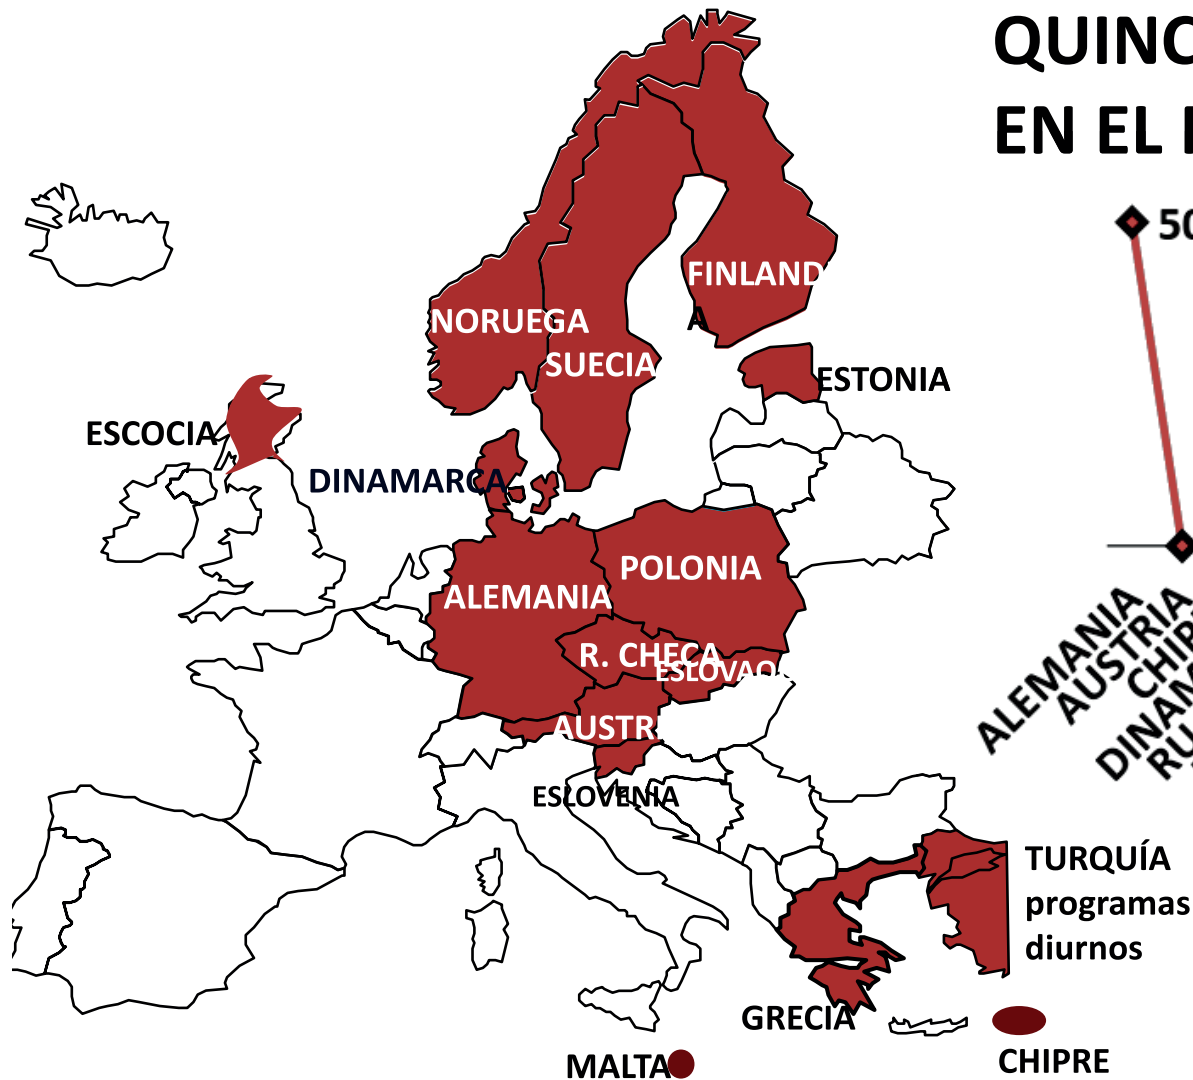 QUINC
EN EL
50
FINLAND
A
NORUEGA
SUECIA
ESTONIA
ESCOCIA
DINAMARCA
POLONIA
ALEMANIA
R. CHECA
ESLOVAQ
AUSTRI
ESLOVENIA
ALEMANIA
AUSTRIA
CHIP
DINAM
RU
TURQUÍA
programas
diurnos
GRECIA
CHIPRE
MALTA